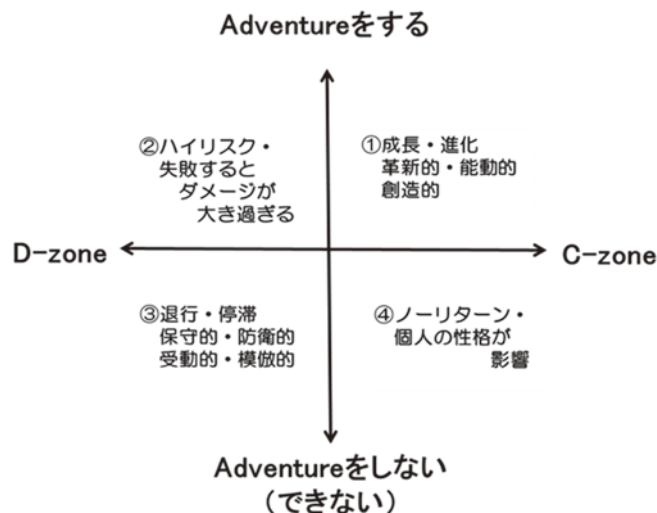 Adventureをする
②ハイリスク・
失敗すると
ダメージが
大き過ぎる
①成長・進化
革新的・能動的
創造的
D-zone
C-zone
③退行・停滞
保守的・防衛的
受動的・模倣的
④ノーリターン・
個人の性格が
影響
Adventureをしない
（できない）